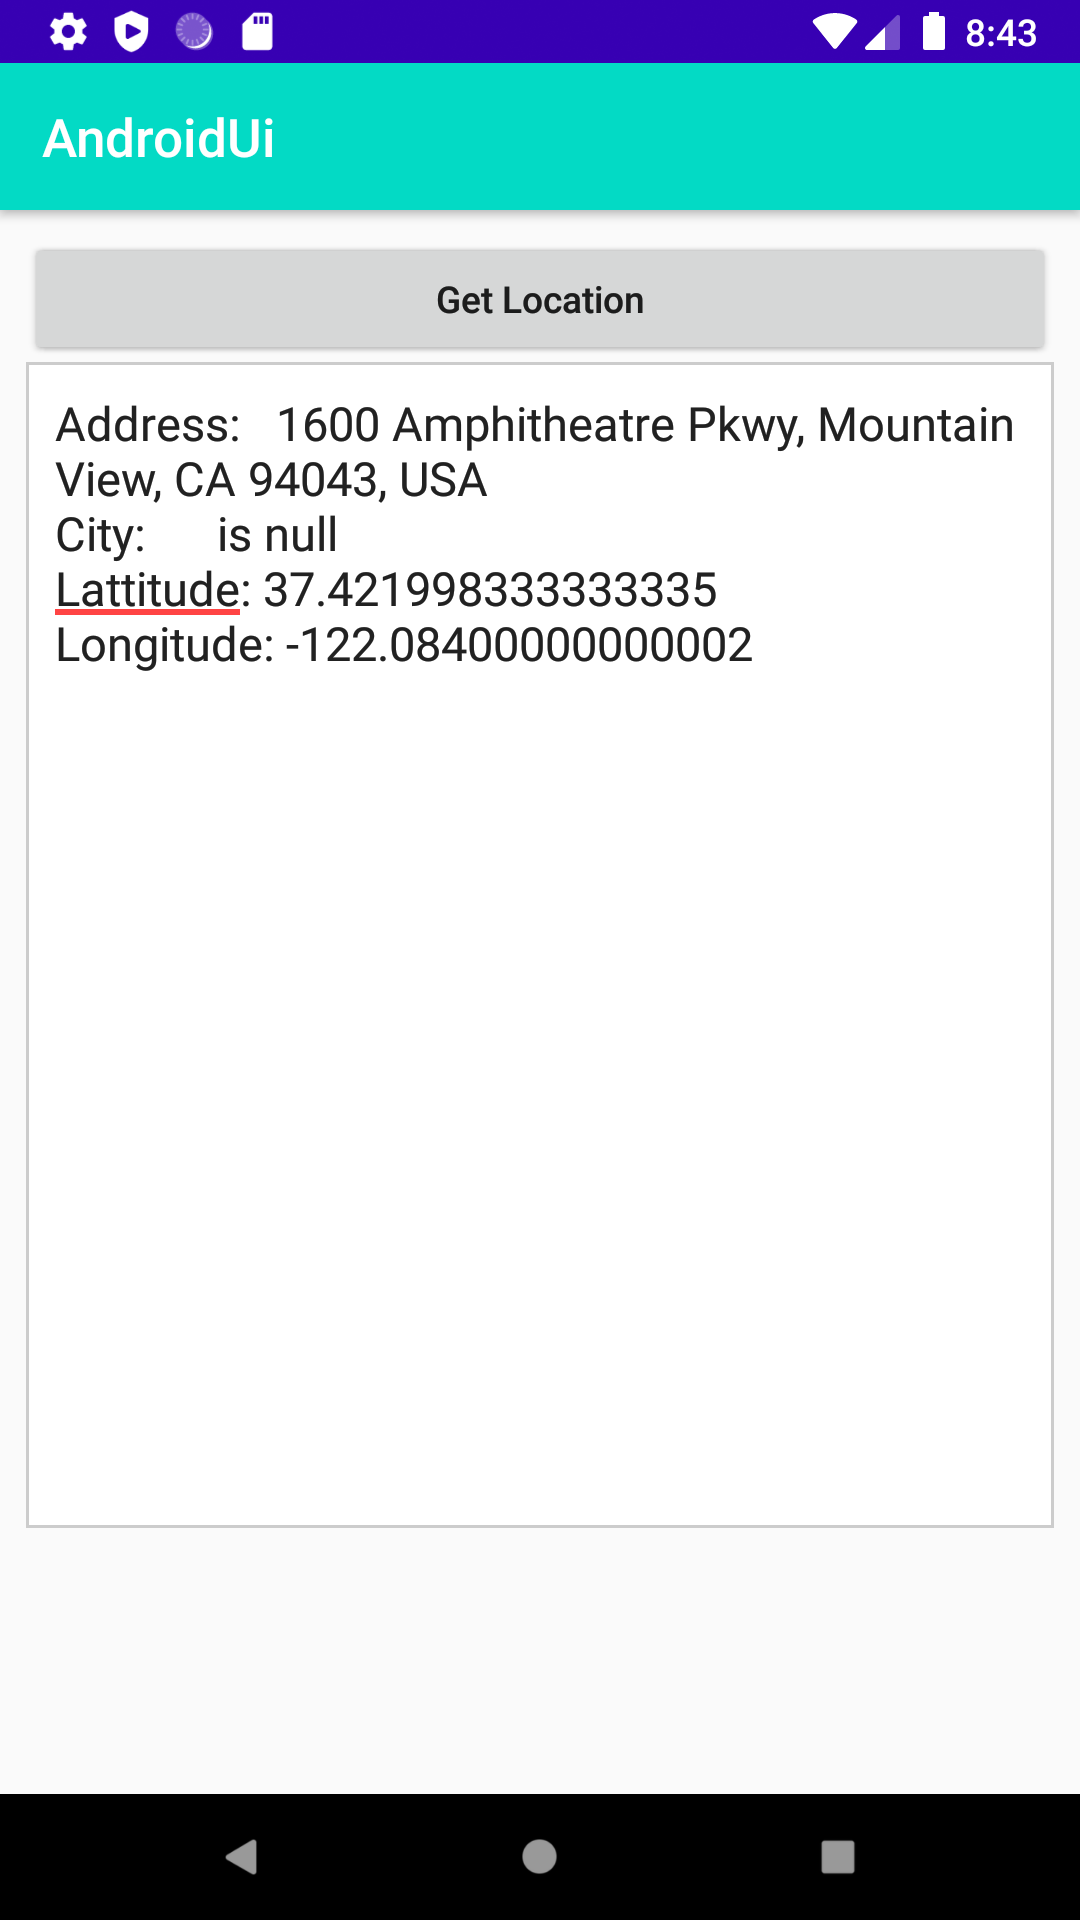 8:43
AndroidUi
Get Location
Address:   1600 Amphitheatre Pkwy, Mountain
View, CA 94043, USA
City:      is null
Lattitude: 37.421998333333335
Longitude: -122.08400000000002